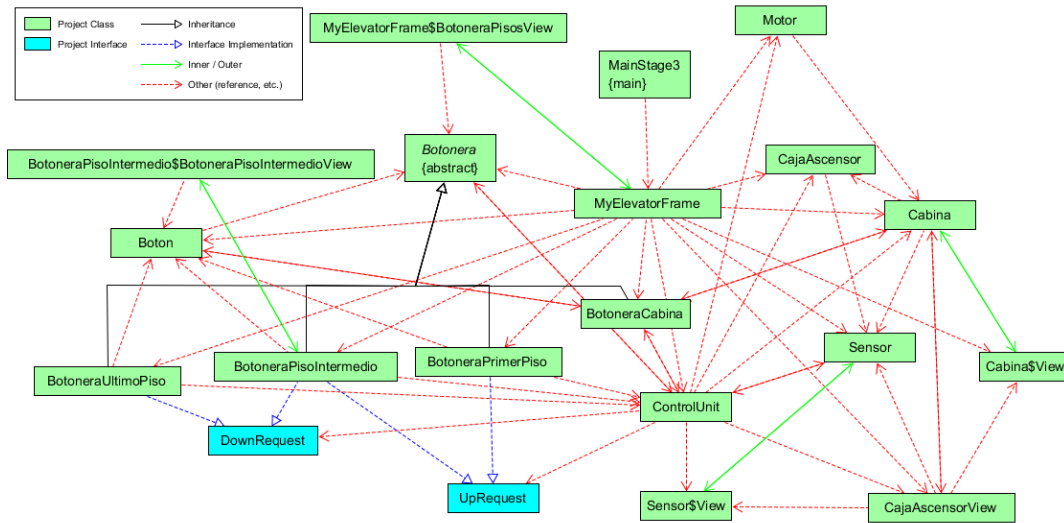 Project Class
Project Interface
Inheritance
Interface Implementation
Inner / Outer
Other (reference, etc.)
MyElevatorFrame$BotoneraPisosView
Motor
MainStage3
{main}
Botonera
{abstract}
BotoneraPisoIntermedio$BotoneraPisoIntermedioView
CajaAscensor
MyElevatorFrame
Cabina
Boton
BotoneraCabina
Sensor
Cabina$View
BotoneraPrimerPiso
BotoneraPisoIntermedio
BotoneraUltimoPiso
ControlUnit
DownRequest
UpRequest
Sensor$View
CajaAscensorView